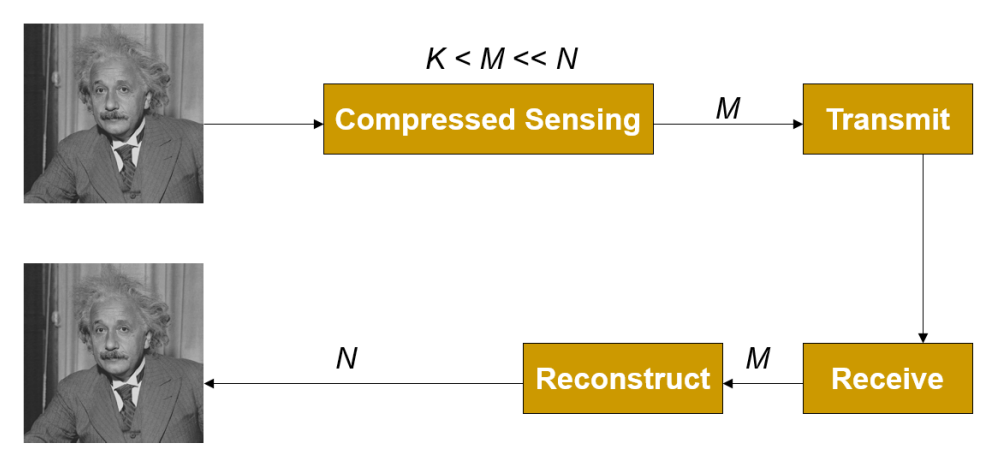 K < M << N
Compressed Sensing
M
Transmit
N
Reconstruct
M
Receive